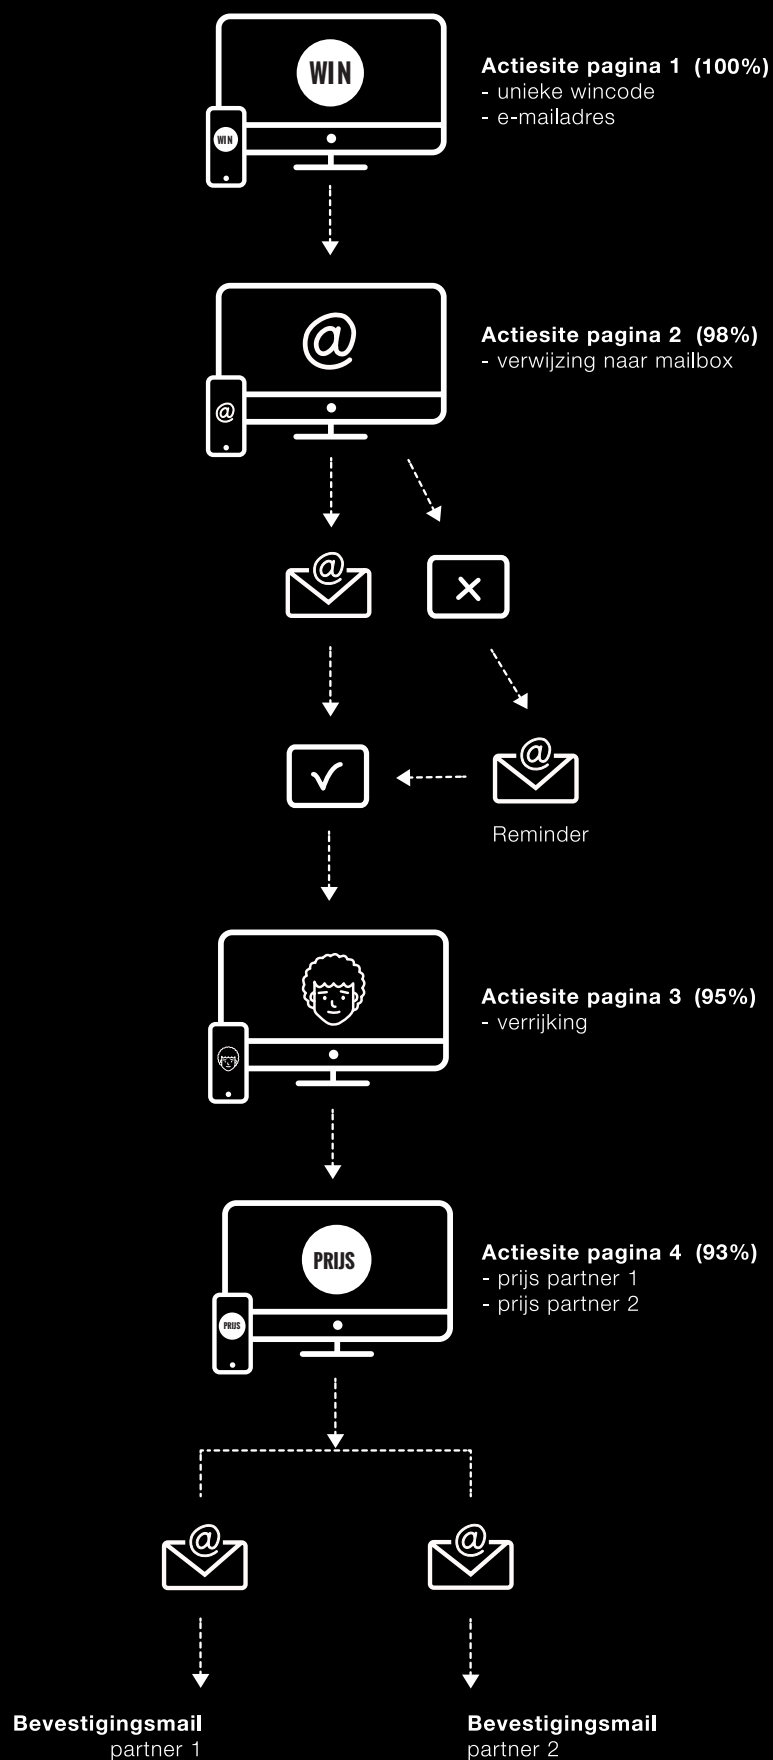 WIN
WIN
Actiesite pagina 1 (100%)
- unieke wincode
- e-mailadres
@
@
Actiesite pagina 2 (98%)
- verwijzing naar mailbox
@
@
Reminder
Actiesite pagina 3 (95%)
- verrijking
PRIJS
PRIJS
Actiesite pagina 4 (93%)
- prijs partner 1
- prijs partner 2
@
@
Bevestigingsmail
partner 1
Bevestigingsmail
partner 2